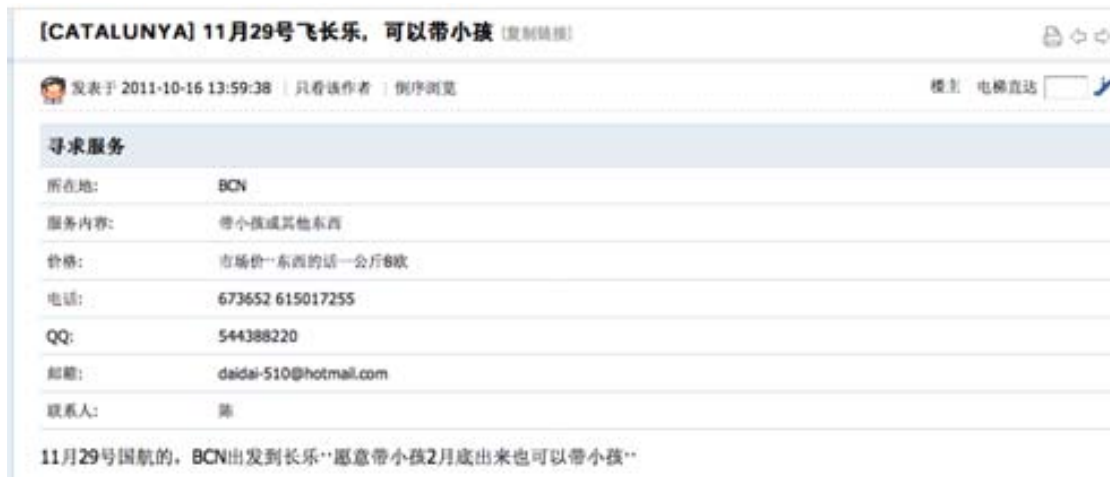 [CATALUNYA] 11月29号飞长乐，可以带小孩 [复制链接]
发表于 2011-10-16 13:59:38 | 只看该作者 | 倒序浏览 楼主 电梯直达
寻求服务
所在地: BCN
服务内容: 带小孩或其他东西
价格: 市场价··东西的话一公斤8欧
电话: 673652 615017255
QQ: 544388220
邮箱: daidai-510@hotmail.com
联系人: 陈
11月29号国航的，BCN出发到长乐··愿意带小孩2月底出来也可以带小孩··